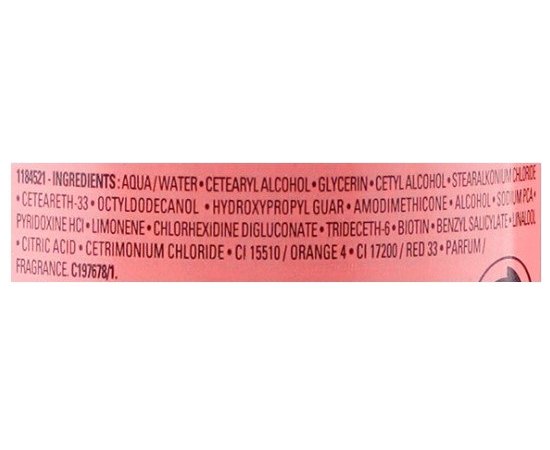 1184521 - INGREDIENTS: AQUA / WATER • CETEARYL ALCOHOL • GLYCERIN • CETYL ALCOHOL • STEARALKONIUM CHLORIDE
• CETEARETH-33 • OCTYLDODECANOL • HYDROXYPROPYL GUAR • AMODIMETHICONE • ALCOHOL • SODIUM PCA •
PYRIDOXINE HCl • LIMONENE • CHLORHEXIDINE DIGLUCONATE • TRIDECETH-6 • BIOTIN • BENZYL SALICYLATE • LINALOOL
• CITRIC ACID • CETRIMONIUM CHLORIDE • CI 15510 / ORANGE 4 • CI 17200 / RED 33 • PARFUM /
FRAGRANCE. C197678/1.